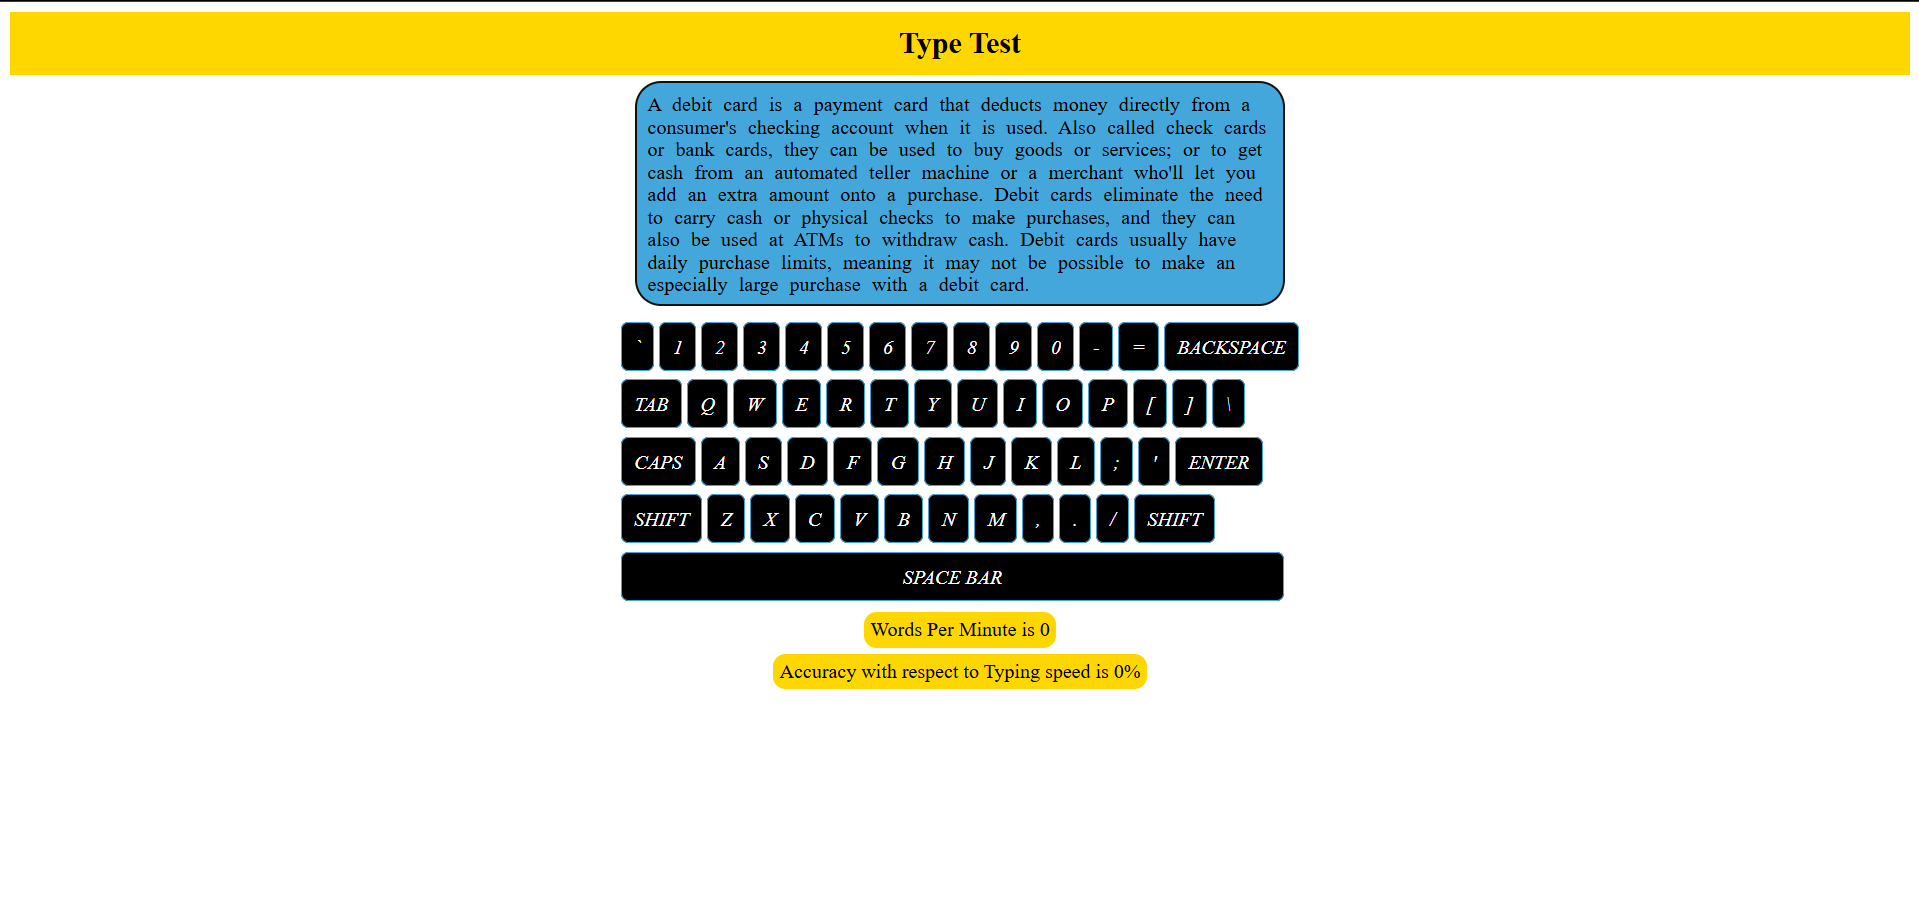 Type Test
A debit card is a payment card that deducts money directly from a
consumer's checking account when it is used. Also called check cards
or bank cards, they can be used to buy goods or services; or to get
cash from an automated teller machine or a merchant who'll let you
add an extra amount onto a purchase. Debit cards eliminate the need
to carry cash or physical checks to make purchases, and they can
also be used at ATMs to withdraw cash. Debit cards usually have
daily purchase limits, meaning it may not be possible to make an
especially large purchase with a debit card.
` 1 2 3 4 5 6 7 8 9 0 - = BACKSPACE
TAB Q W E R T Y U I O P [ ] \
CAPS A S D F G H J K L ; ' ENTER
SHIFT Z X C V B N M , . / SHIFT
SPACE BAR
Words Per Minute is 0
Accuracy with respect to Typing speed is 0%